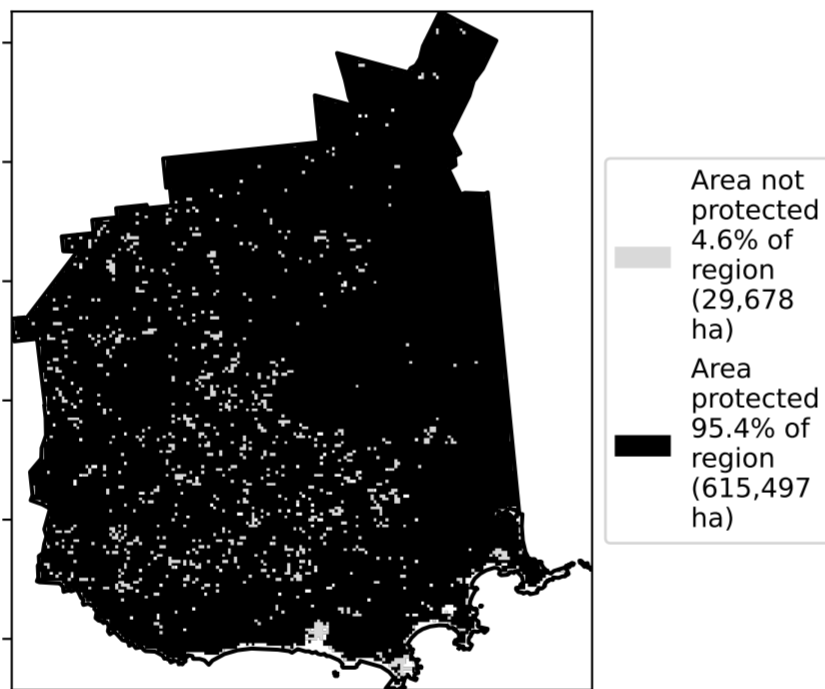 Area not
protected
4.6% of
region
(29,678
ha)
Area
protected
95.4% of
region
(615,497
ha)